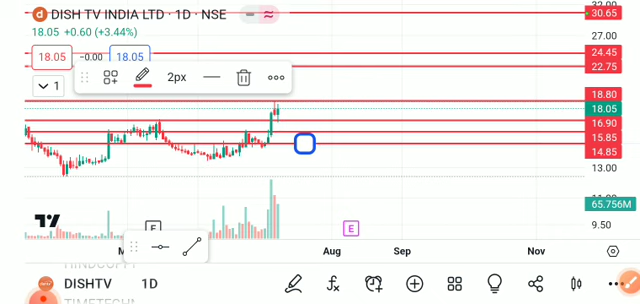 DISH TV INDIA LTD · 1D · NSE
18.05 +0.60 (+3.44%)
18.05 −0.00 18.05
2px
1
32.00
30.65
27.00
24.45
22.75
18.80
18.05
16.90
15.85
14.85
13.00
65.756M
9.50
E
E
Aug Sep Nov
DISHTV 1D